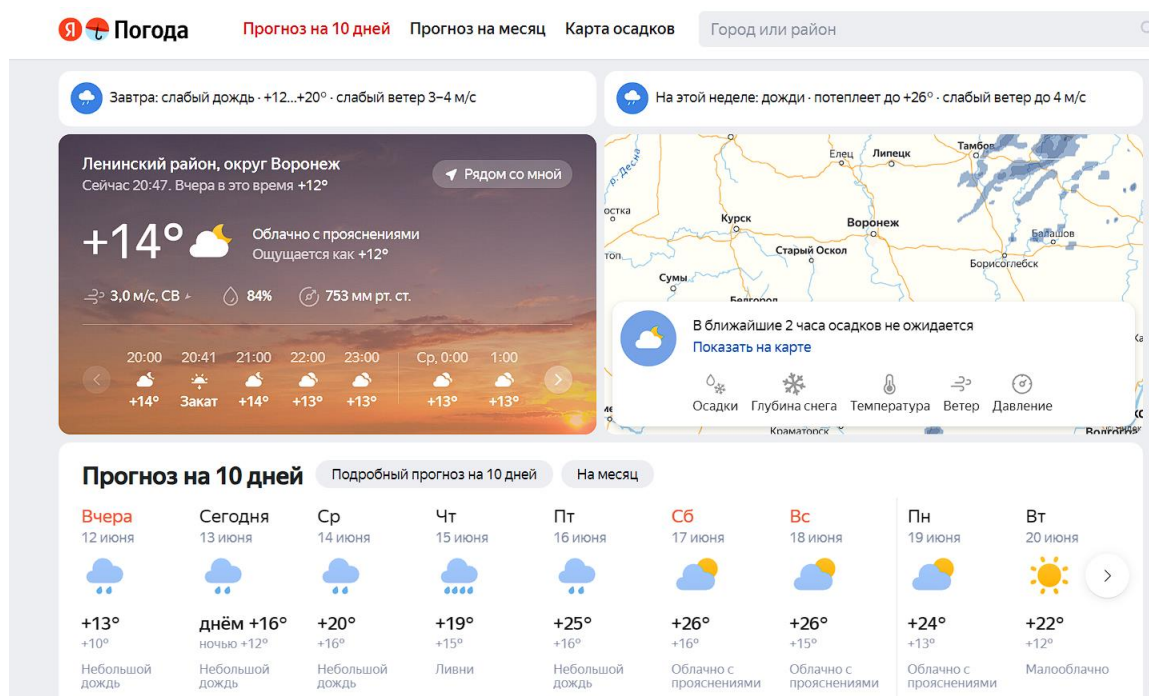 Я Погода
Прогноз на 10 дней
Прогноз на месяц
Карта осадков
Город или район
Завтра: слабый дождь · +12...+20° · слабый ветер 3–4 м/с
На этой неделе: дожди · потеплеет до +26° · слабый ветер до 4 м/с
Ленинский район, округ Воронеж
Сейчас 20:47. Вчера в это время +12°
Рядом со мной
+14°
Облачно с прояснениями
Ощущается как +12°
3,0 м/с, СВ
84%
753 мм рт. ст.
20:00 20:41 21:00 22:00 23:00 Ср, 0:00 1:00
+14° Закат +14° +13° +13° +13° +13°
р. Десна
Елец
Липецк
Тамбов
остка
Курск
Воронеж
Балашов
топ
Старый Оскол
Борисоглебск
Сумы
Белгород
В ближайшие 2 часа осадков не ожидается
Показать на карте
Осадки Глубина снега Температура Ветер Давление
Краматорск
Волгогра
Прогноз на 10 дней
Подробный прогноз на 10 дней
На месяц
Вчера Сегодня Ср Чт Пт Сб Вс Пн Вт
12 июня 13 июня 14 июня 15 июня 16 июня 17 июня 18 июня 19 июня 20 июня
+13° днём +16° +20° +19° +25° +26° +26° +24° +22°
+10° ночью +12° +16° +15° +16° +16° +15° +13° +12°
Небольшой Небольшой Небольшой Ливни Небольшой Облачно с Облачно с Облачно с Малооблачно
дождь дождь дождь дождь прояснениями прояснениями прояснениями